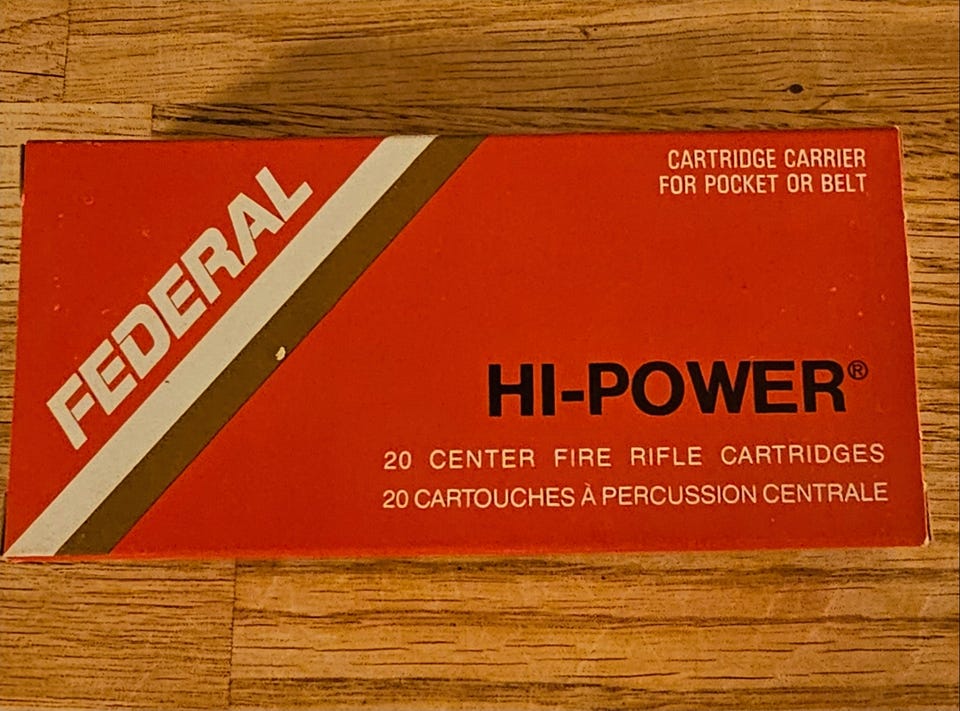 FEDERAL
CARTRIDGE CARRIER
FOR POCKET OR BELT
HI-POWER®
20 CENTER FIRE RIFLE CARTRIDGES
20 CARTOUCHES À PERCUSSION CENTRALE